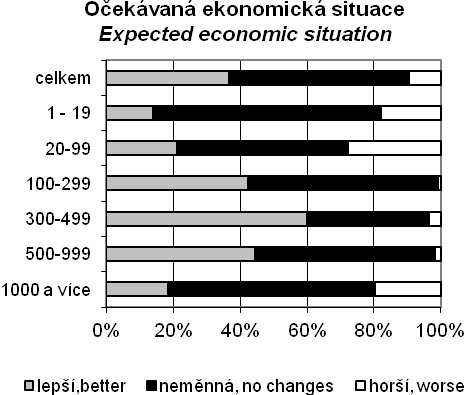 Očekávaná ekonomická situace
Expected economic situation
celkem
1 - 19
20-99
100-299
300-499
500-999
1000 a více
0% 20% 40% 60% 80% 100%
lepší,better neměnná, no changes horší, worse